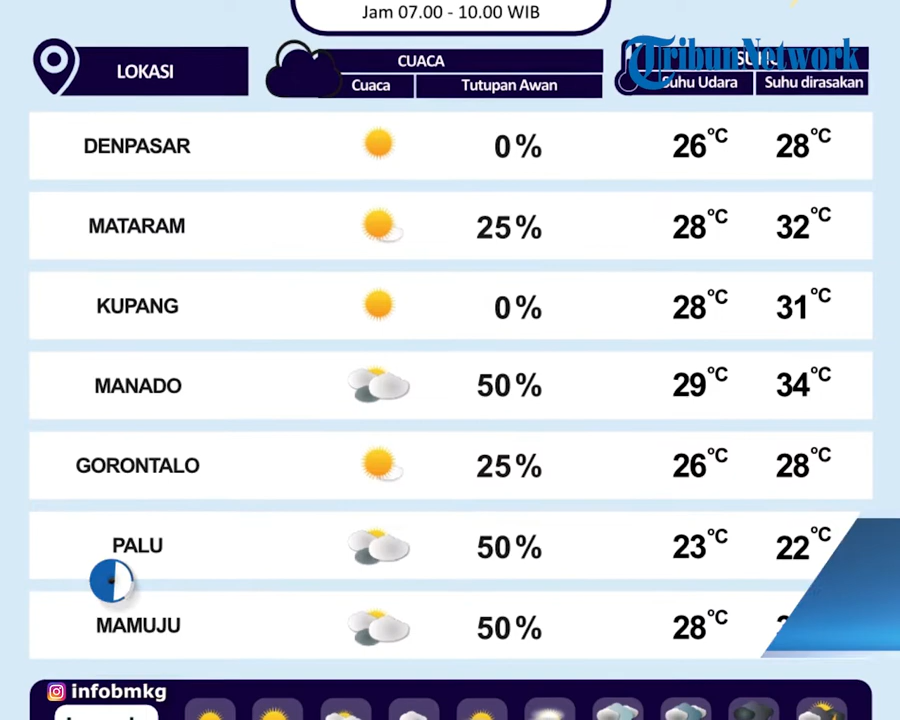 Jam 07.00 - 10.00 WIB
LOKASI
CUACA
Cuaca
Tutupan Awan
TribunNetwork
SUHU
Suhu Udara
Suhu dirasakan
DENPASAR 0% 26°C 28°C
MATARAM 25% 28°C 32°C
KUPANG 0% 28°C 31°C
MANADO 50% 29°C 34°C
GORONTALO 25% 26°C 28°C
PALU 50% 23°C 22°C
MAMUJU 50% 28°C
infobmkg